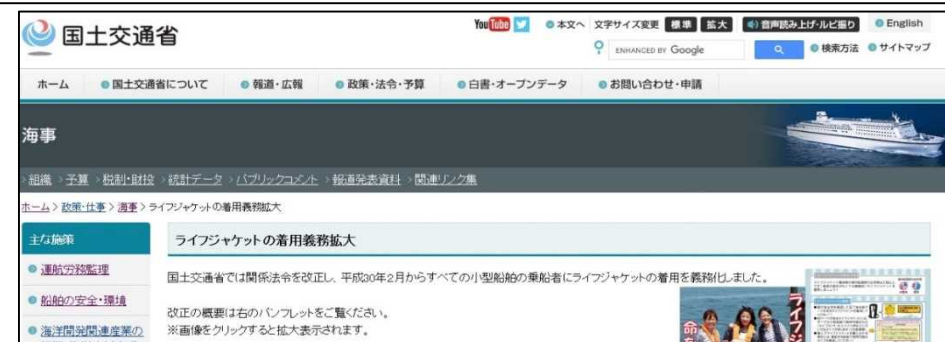 国土交通省
YouTube 本文へ 文字サイズ変更 標準 拡大 音声読み上げ・ルビ振り English
ENHANCED BY Google 検索方法 サイトマップ
ホーム 国土交通省について 報道・広報 政策・法令・予算 白書・オープンデータ お問い合わせ・申請
海事
› 組織 › 予算 › 税制・財投 › 統計データ › パブリックコメント › 報道発表資料 › 関連リンク集
ホーム > 政策・仕事 > 海事 > ライフジャケットの着用義務拡大
主な施策
運航労務監理
船舶の安全・環境
海洋開発関連産業の
ライフジャケットの着用義務拡大
国土交通省では関係法令を改正し、平成30年2月からすべての小型船舶の乗船者にライフジャケットの着用を義務化しました。
改正の概要は右のパンフレットをご覧ください。
※画像をクリックすると拡大表示されます。
ライフジ
命